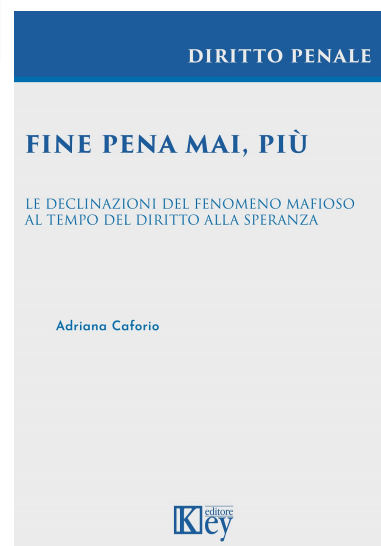 DIRITTO PENALE
FINE PENA MAI, PIÙ
LE DECLINAZIONI DEL FENOMENO MAFIOSO
AL TEMPO DEL DIRITTO ALLA SPERANZA
Adriana Caforio
Key editore